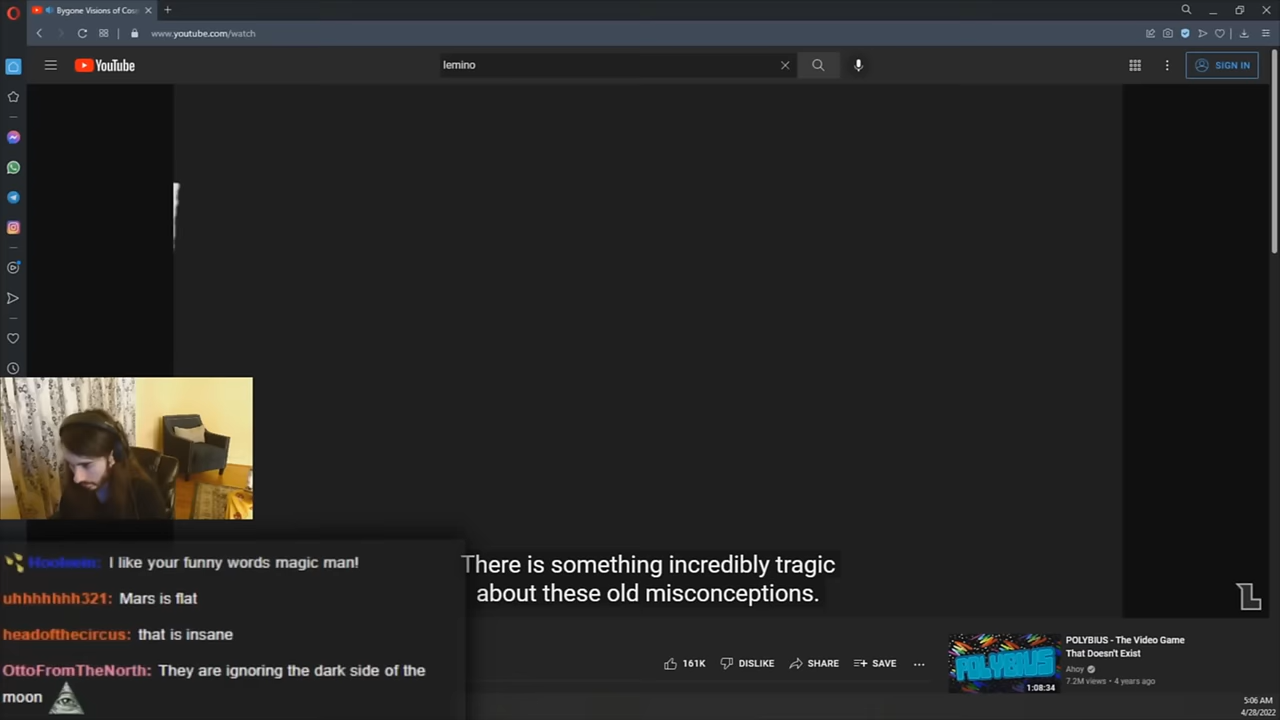 Bygone Visions of Cos
www.youtube.com/watch
YouTube
lemino
SIGN IN
There is something incredibly tragic
about these old misconceptions.
I like your funny words magic man!
uhhhhhhh321: Mars is flat
headofthecircus: that is insane
OttoFromTheNorth: They are ignoring the dark side of the
moon
161K
DISLIKE
SHARE
SAVE
POLYBIUS - The Video Game
That Doesn't Exist
Ahoy
7.2M views • 4 years ago
POLYBIUS
1:08:34
5:06 AM
4/28/2022